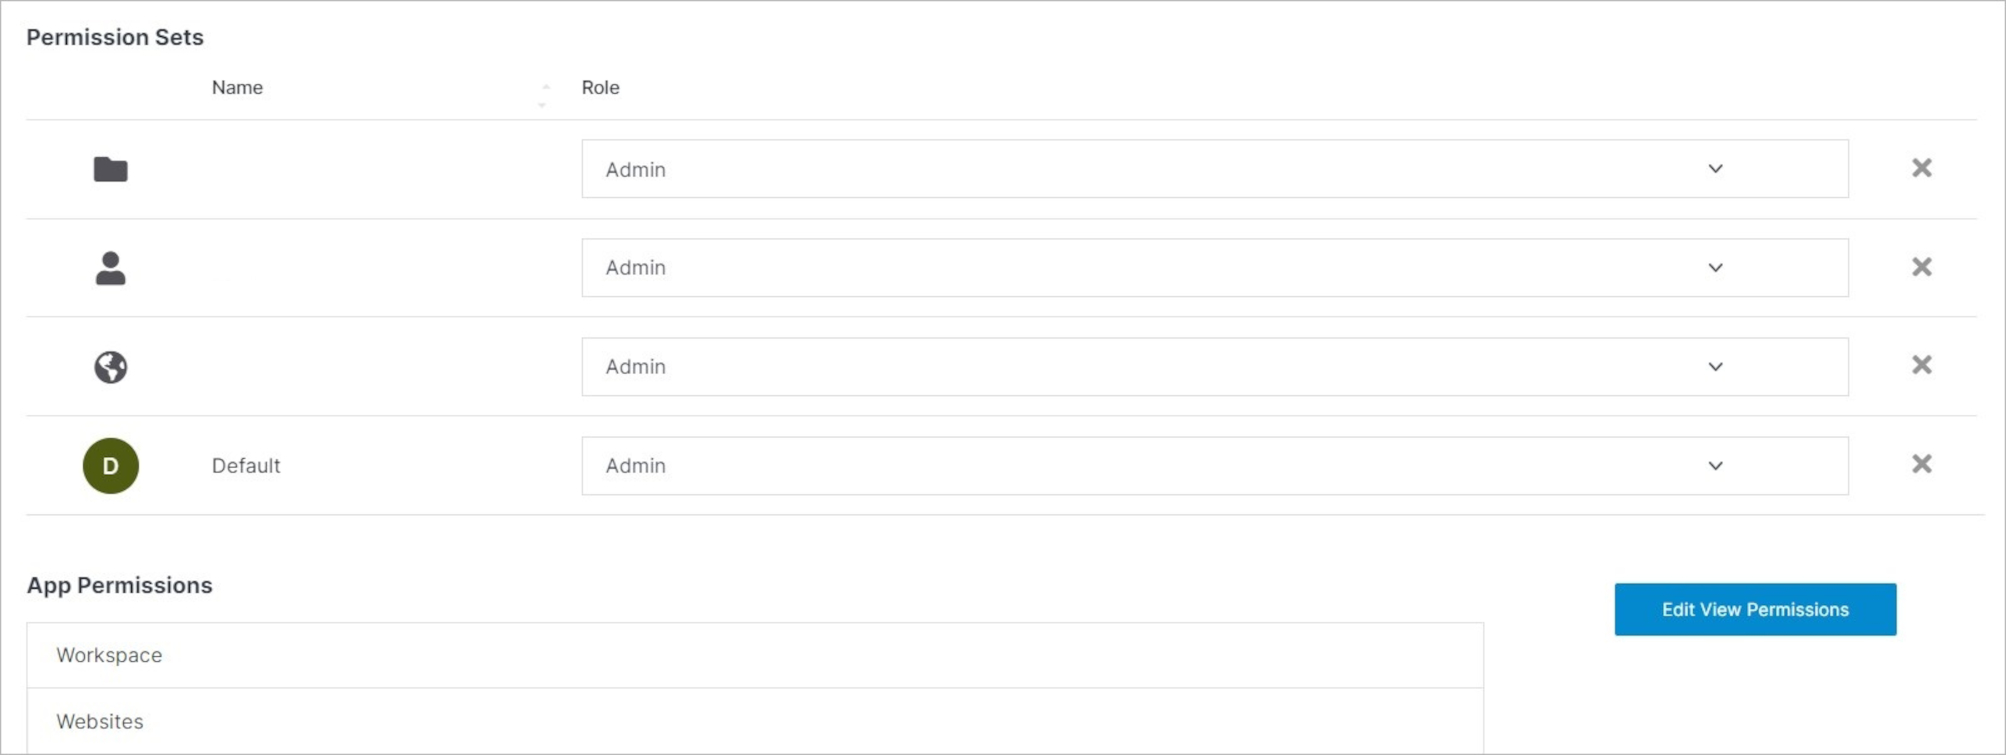 Permission Sets
Name Role
Admin
Admin
Admin
D Default Admin
App Permissions
Edit View Permissions
Workspace
Websites